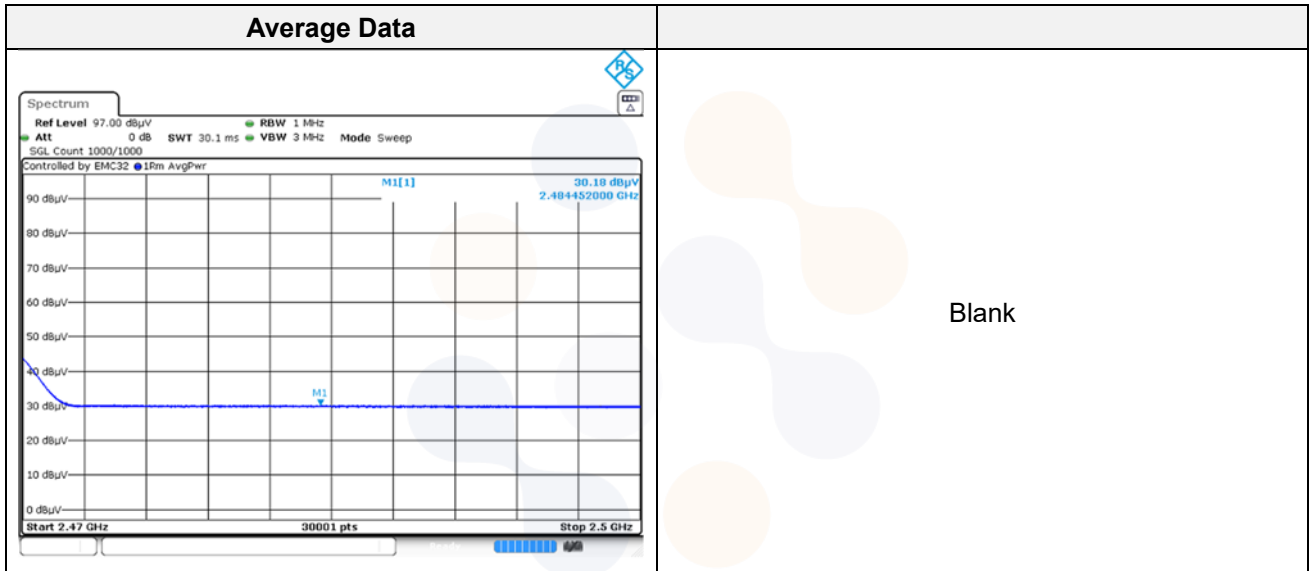 Average Data
R&S
Spectrum
Ref Level 97.00 dBµV RBW 1 MHz
Att 0 dB SWT 30.1 ms VBW 3 MHz Mode Sweep
SGL Count 1000/1000
Controlled by EMC32 1Rm AvgPwr
M1[1] 30.18 dBµV
2.484452000 GHz
90 dBµV
80 dBµV
70 dBµV
60 dBµV
50 dBµV
40 dBµV
M1
30 dBµV
20 dBµV
10 dBµV
0 dBµV
Start 2.47 GHz 30001 pts Stop 2.5 GHz
Blank